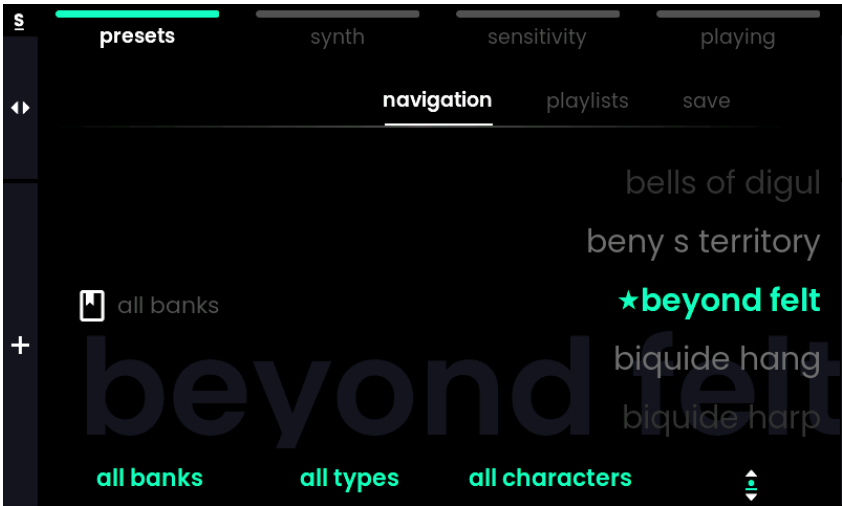 S
presets synth sensitivity playing
navigation playlists save
bells of digul
beny s territory
all banks ★beyond felt
biquide hang
beyond felt
biquide harp
all banks all types all characters